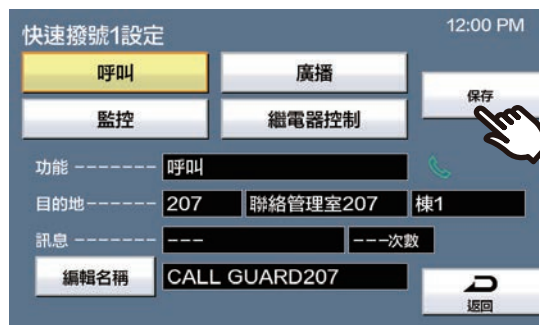 快速撥號1設定 12:00 PM
呼叫 廣播
保存
監控 繼電器控制
功能 ------- 呼叫
目的地------ 207 聯絡管理室207 棟1
訊息 ------- --- ---次數
編輯名稱 CALL GUARD207
返回